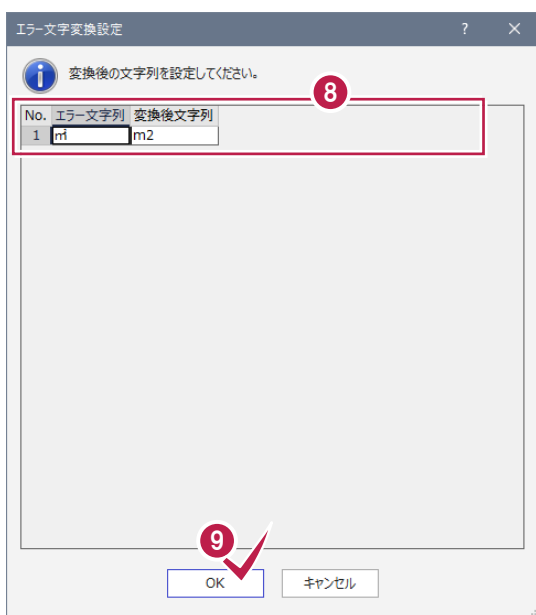 エラー文字変換設定 ? ×
変換後の文字列を設定してください。
8
No. エラー文字列 変換後文字列
1 ㎡ m2
9
OK キャンセル